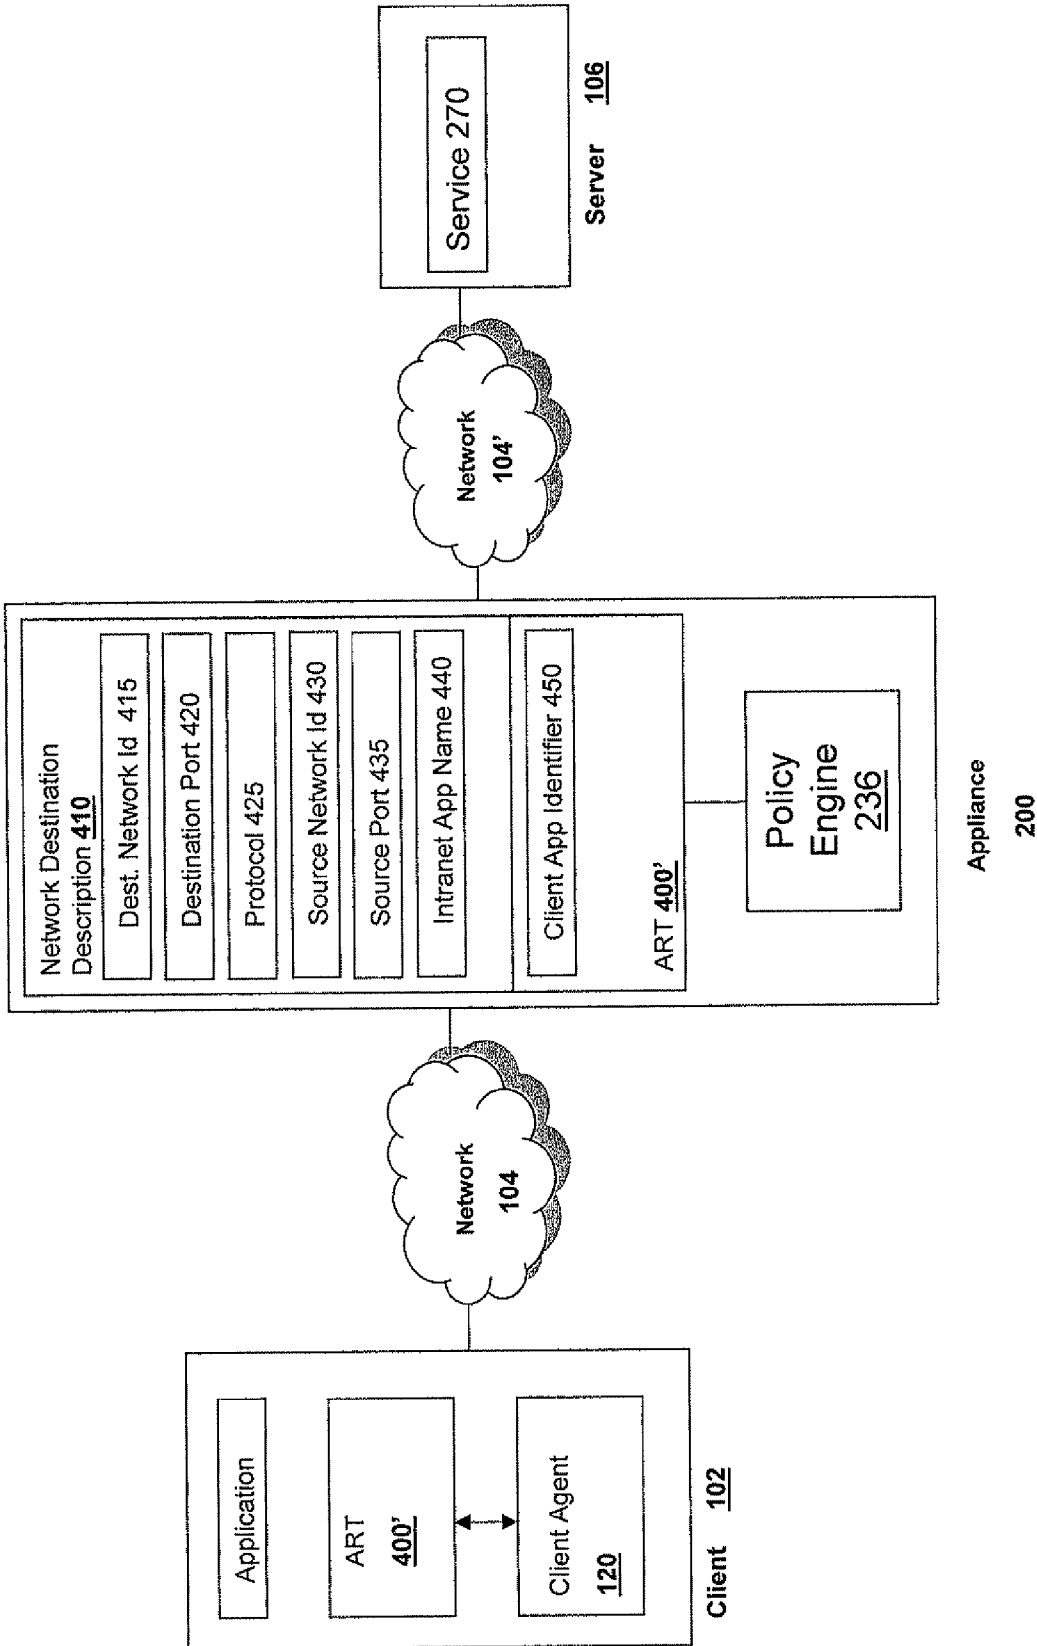 Application
ART
400'
Client Agent
120
Client 102
Network
104
Network Destination
Description 410
Dest. Network Id 415
Destination Port 420
Protocol 425
Source Network Id 430
Source Port 435
Intranet App Name 440
Client App Identifier 450
ART 400'
Policy
Engine
236
Appliance
200
Network
104'
Service 270
Server 106